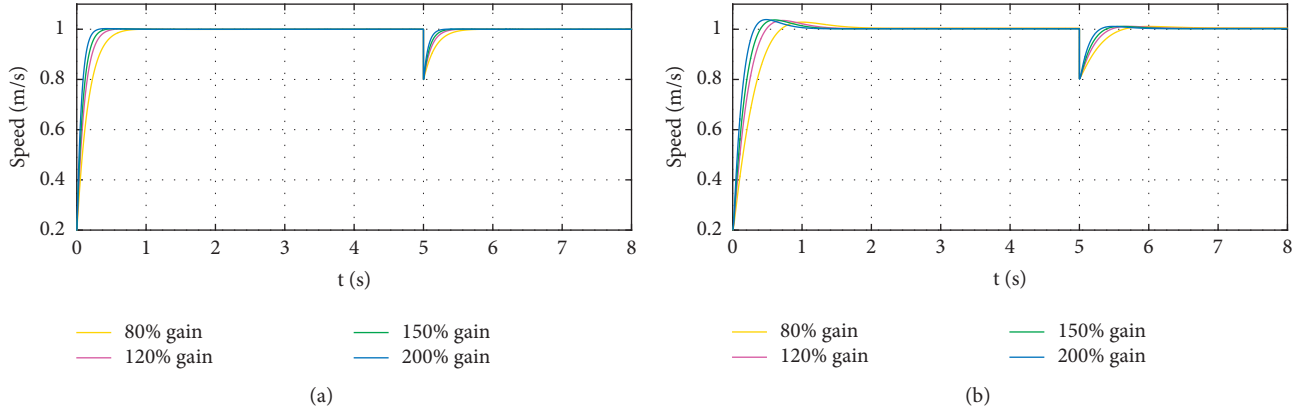 1
0.8
0.6
0.4
0.2
Speed (m/s)
0 1 2 3 4 5 6 7 8
t (s)
80% gain
120% gain
150% gain
200% gain
(a)
1
0.8
0.6
0.4
0.2
Speed (m/s)
0 1 2 3 4 5 6 7 8
t (s)
80% gain
120% gain
150% gain
200% gain
(b)